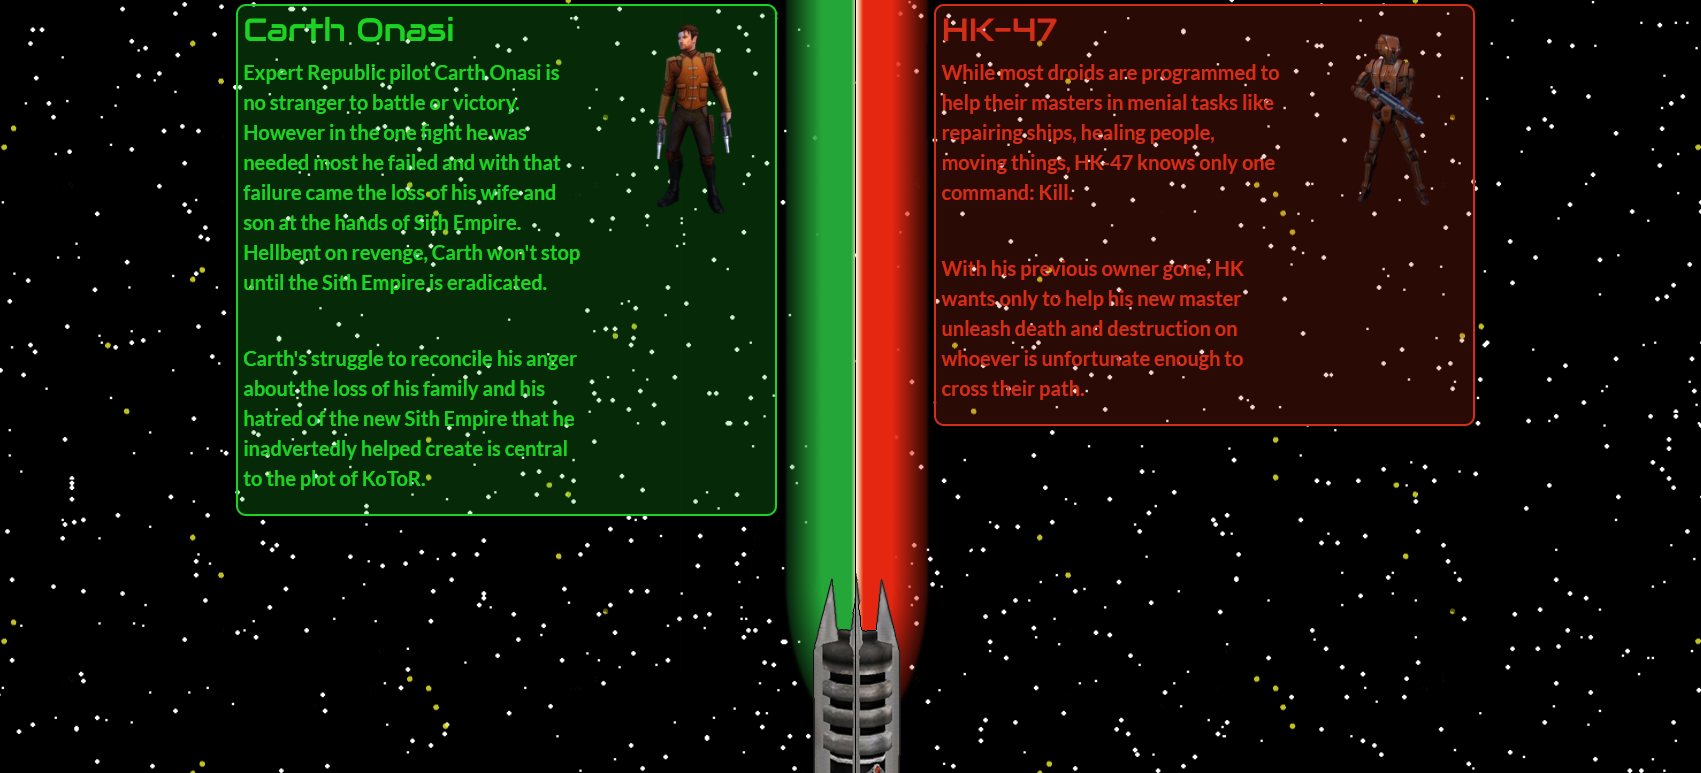 Carth Onasi
Expert Republic pilot Carth Onasi is
no stranger to battle or victory.
However in the one fight he was
needed most he failed and with that
failure came the loss of his wife and
son at the hands of Sith Empire.
Hellbent on revenge, Carth won't stop
until the Sith Empire is eradicated.
Carth's struggle to reconcile his anger
about the loss of his family and his
hatred of the new Sith Empire that he
inadvertedly helped create is central
to the plot of KoToR.
HK-47
While most droids are programmed to
help their masters in menial tasks like
repairing ships, healing people,
moving things, HK-47 knows only one
command: Kill.
With his previous owner gone, HK
wants only to help his new master
unleash death and destruction on
whoever is unfortunate enough to
cross their path.